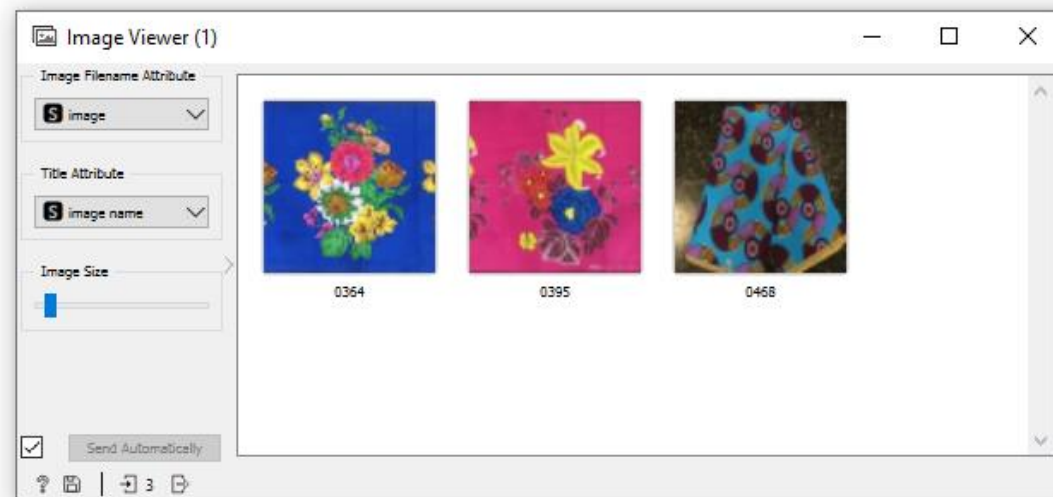 Image Viewer (1)
Image Filename Attribute
S image
Title Attribute
S image name
Image Size
Send Automatically
0364
0395
0468
? 3